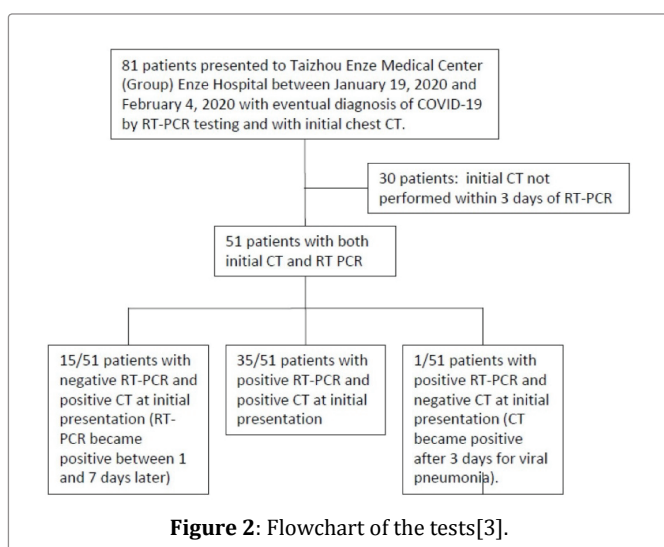 81 patients presented to Taizhou Enze Medical Center
(Group) Enze Hospital between January 19, 2020 and
February 4, 2020 with eventual diagnosis of COVID-19
by RT-PCR testing and with initial chest CT.
30 patients:  initial CT not
performed within 3 days of RT-PCR
51 patients with both
initial CT and RT PCR
15/51 patients with
negative RT-PCR and
positive CT at initial
presentation (RT-
PCR became
positive between 1
and 7 days later)
35/51 patients with
positive RT-PCR and
positive CT at initial
presentation
1/51 patients with
positive RT-PCR and
negative CT at initial
presentation (CT
became positive
after 3 days for viral
pneumonia).
Figure 2: Flowchart of the tests[3].